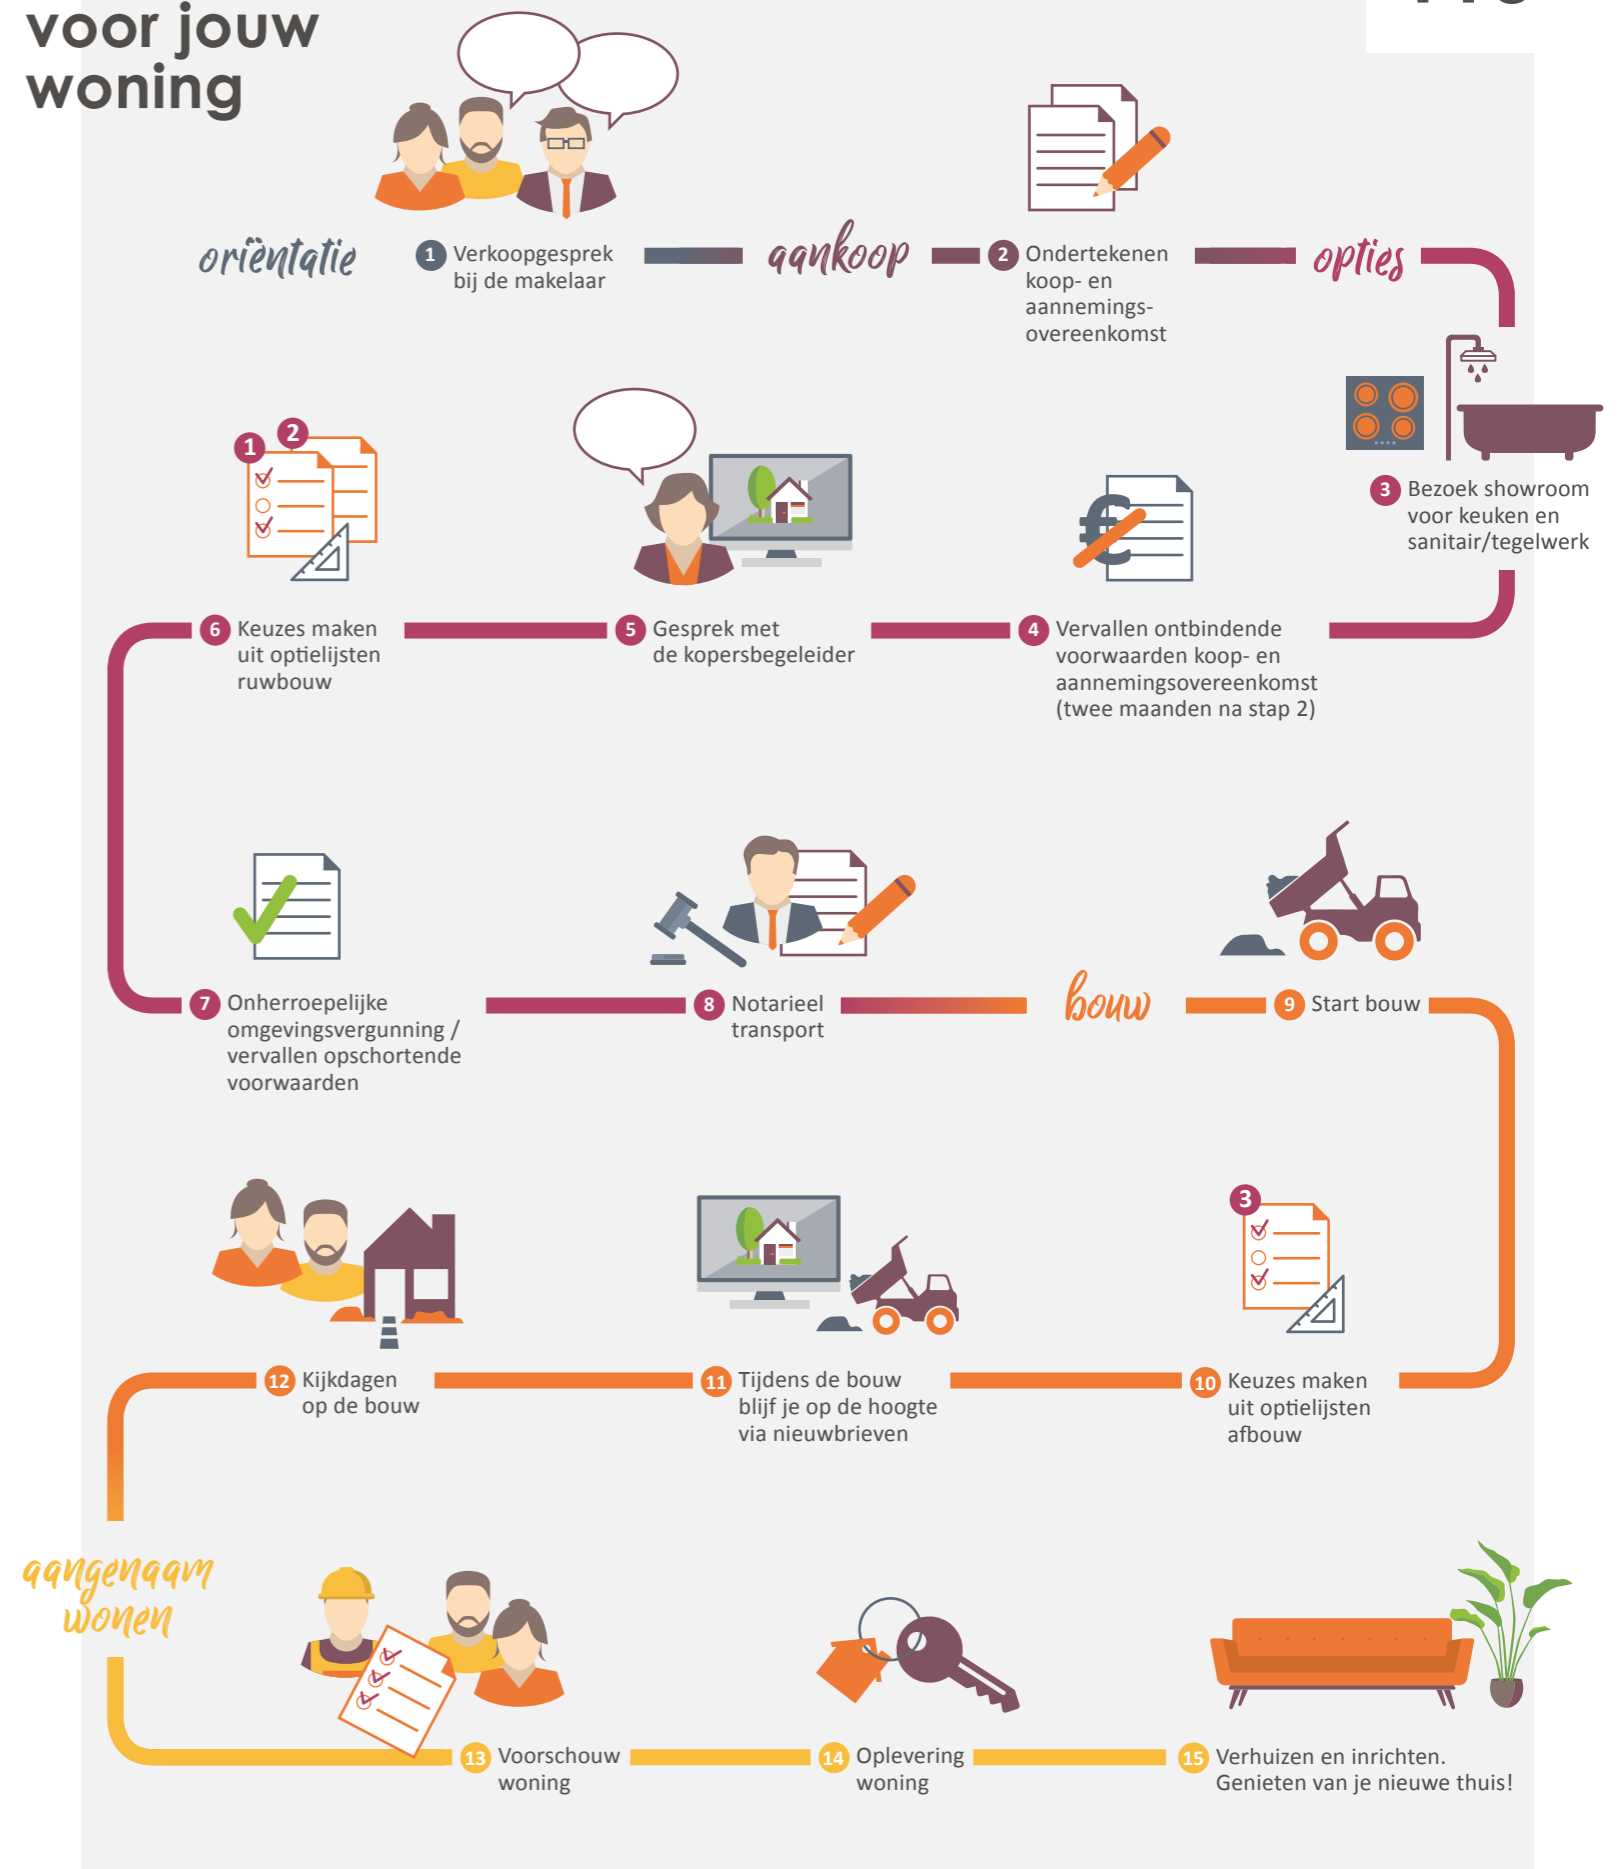 voor jouw
woning
oriëntatie
1 Verkoopgesprek
bij de makelaar
aankoop
2 Ondertekenen
koop- en
aannemings-
overeenkomst
opties
3 Bezoek showroom
voor keuken en
sanitair/tegelwerk
4 Vervallen ontbindende
voorwaarden koop- en
aannemingsovereenkomst
(twee maanden na stap 2)
5 Gesprek met
de kopersbegeleider
1
2
6 Keuzes maken
uit optielijsten
ruwbouw
7 Onherroepelijke
omgevingsvergunning /
vervallen opschortende
voorwaarden
8 Notarieel
transport
bouw
9 Start bouw
3
10 Keuzes maken
uit optielijsten
afbouw
11 Tijdens de bouw
blijf je op de hoogte
via nieuwbrieven
12 Kijkdagen
op de bouw
aangenaam
wonen
13 Voorschouw
woning
14 Oplevering
woning
15 Verhuizen en inrichten.
Genieten van je nieuwe thuis!